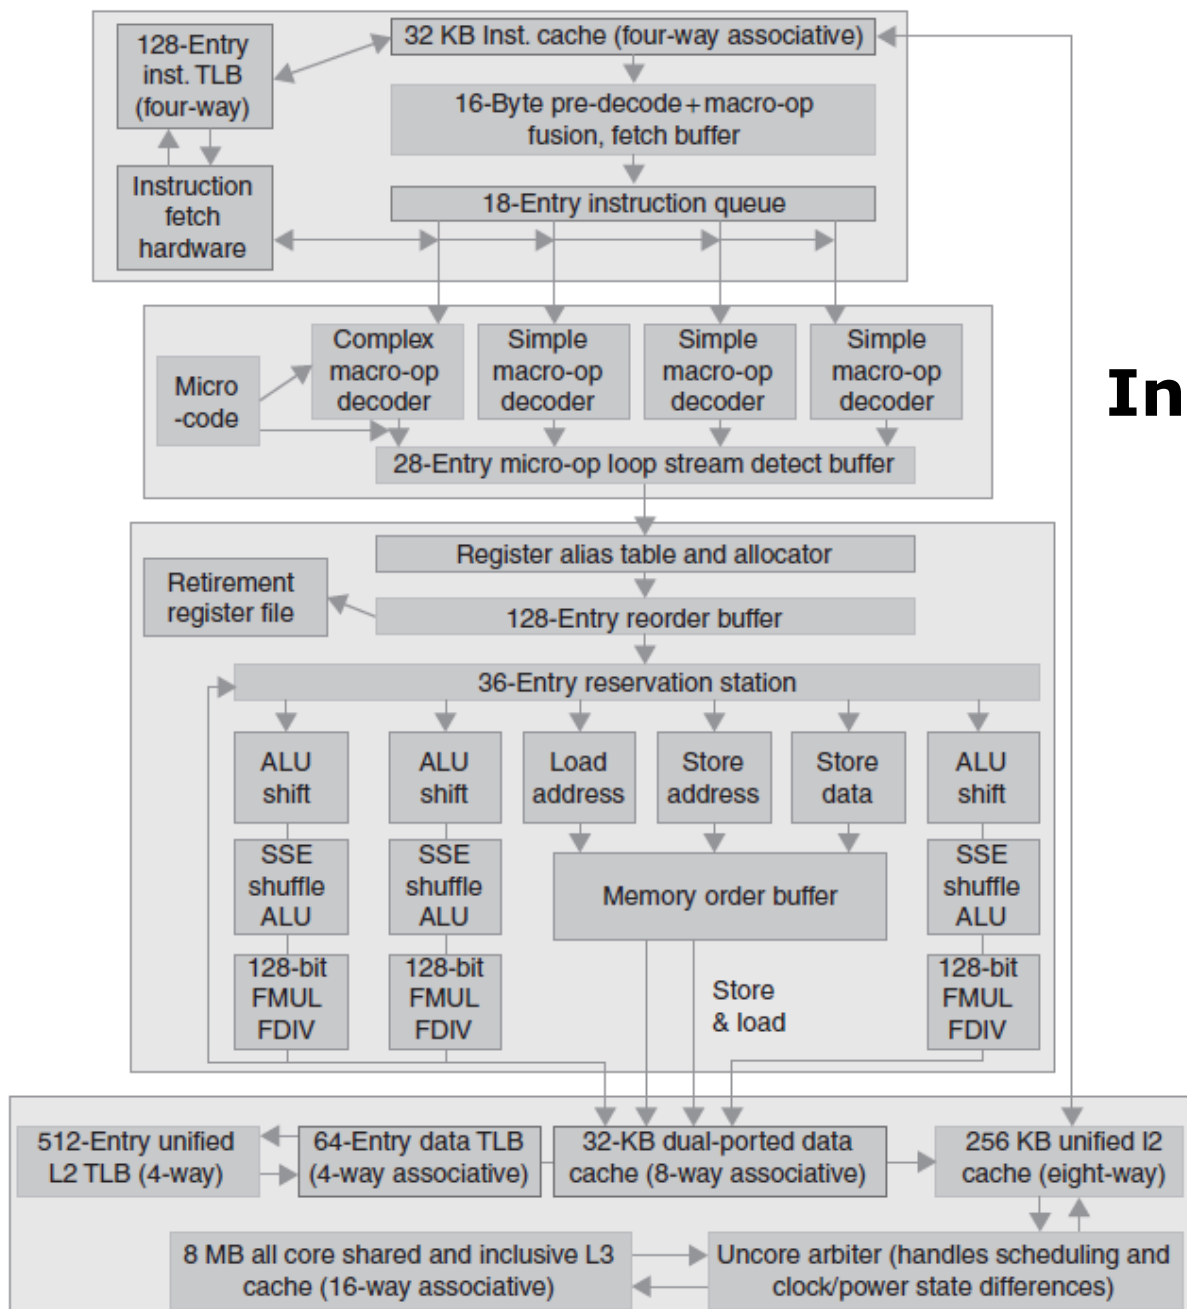 128-Entry
inst. TLB
(four-way)
32 KB Inst. cache (four-way associative)
16-Byte pre-decode+macro-op
fusion, fetch buffer
Instruction
fetch
hardware
18-Entry instruction queue
Micro
-code
Complex
macro-op
decoder
Simple
macro-op
decoder
Simple
macro-op
decoder
Simple
macro-op
decoder
In
28-Entry micro-op loop stream detect buffer
Register alias table and allocator
Retirement
register file
128-Entry reorder buffer
36-Entry reservation station
ALU
shift
ALU
shift
Load
address
Store
address
Store
data
ALU
shift
SSE
shuffle
ALU
SSE
shuffle
ALU
Memory order buffer
SSE
shuffle
ALU
128-bit
FMUL
FDIV
128-bit
FMUL
FDIV
Store
& load
128-bit
FMUL
FDIV
512-Entry unified
L2 TLB (4-way)
64-Entry data TLB
(4-way associative)
32-KB dual-ported data
cache (8-way associative)
256 KB unified l2
cache (eight-way)
8 MB all core shared and inclusive L3
cache (16-way associative)
Uncore arbiter (handles scheduling and
clock/power state differences)